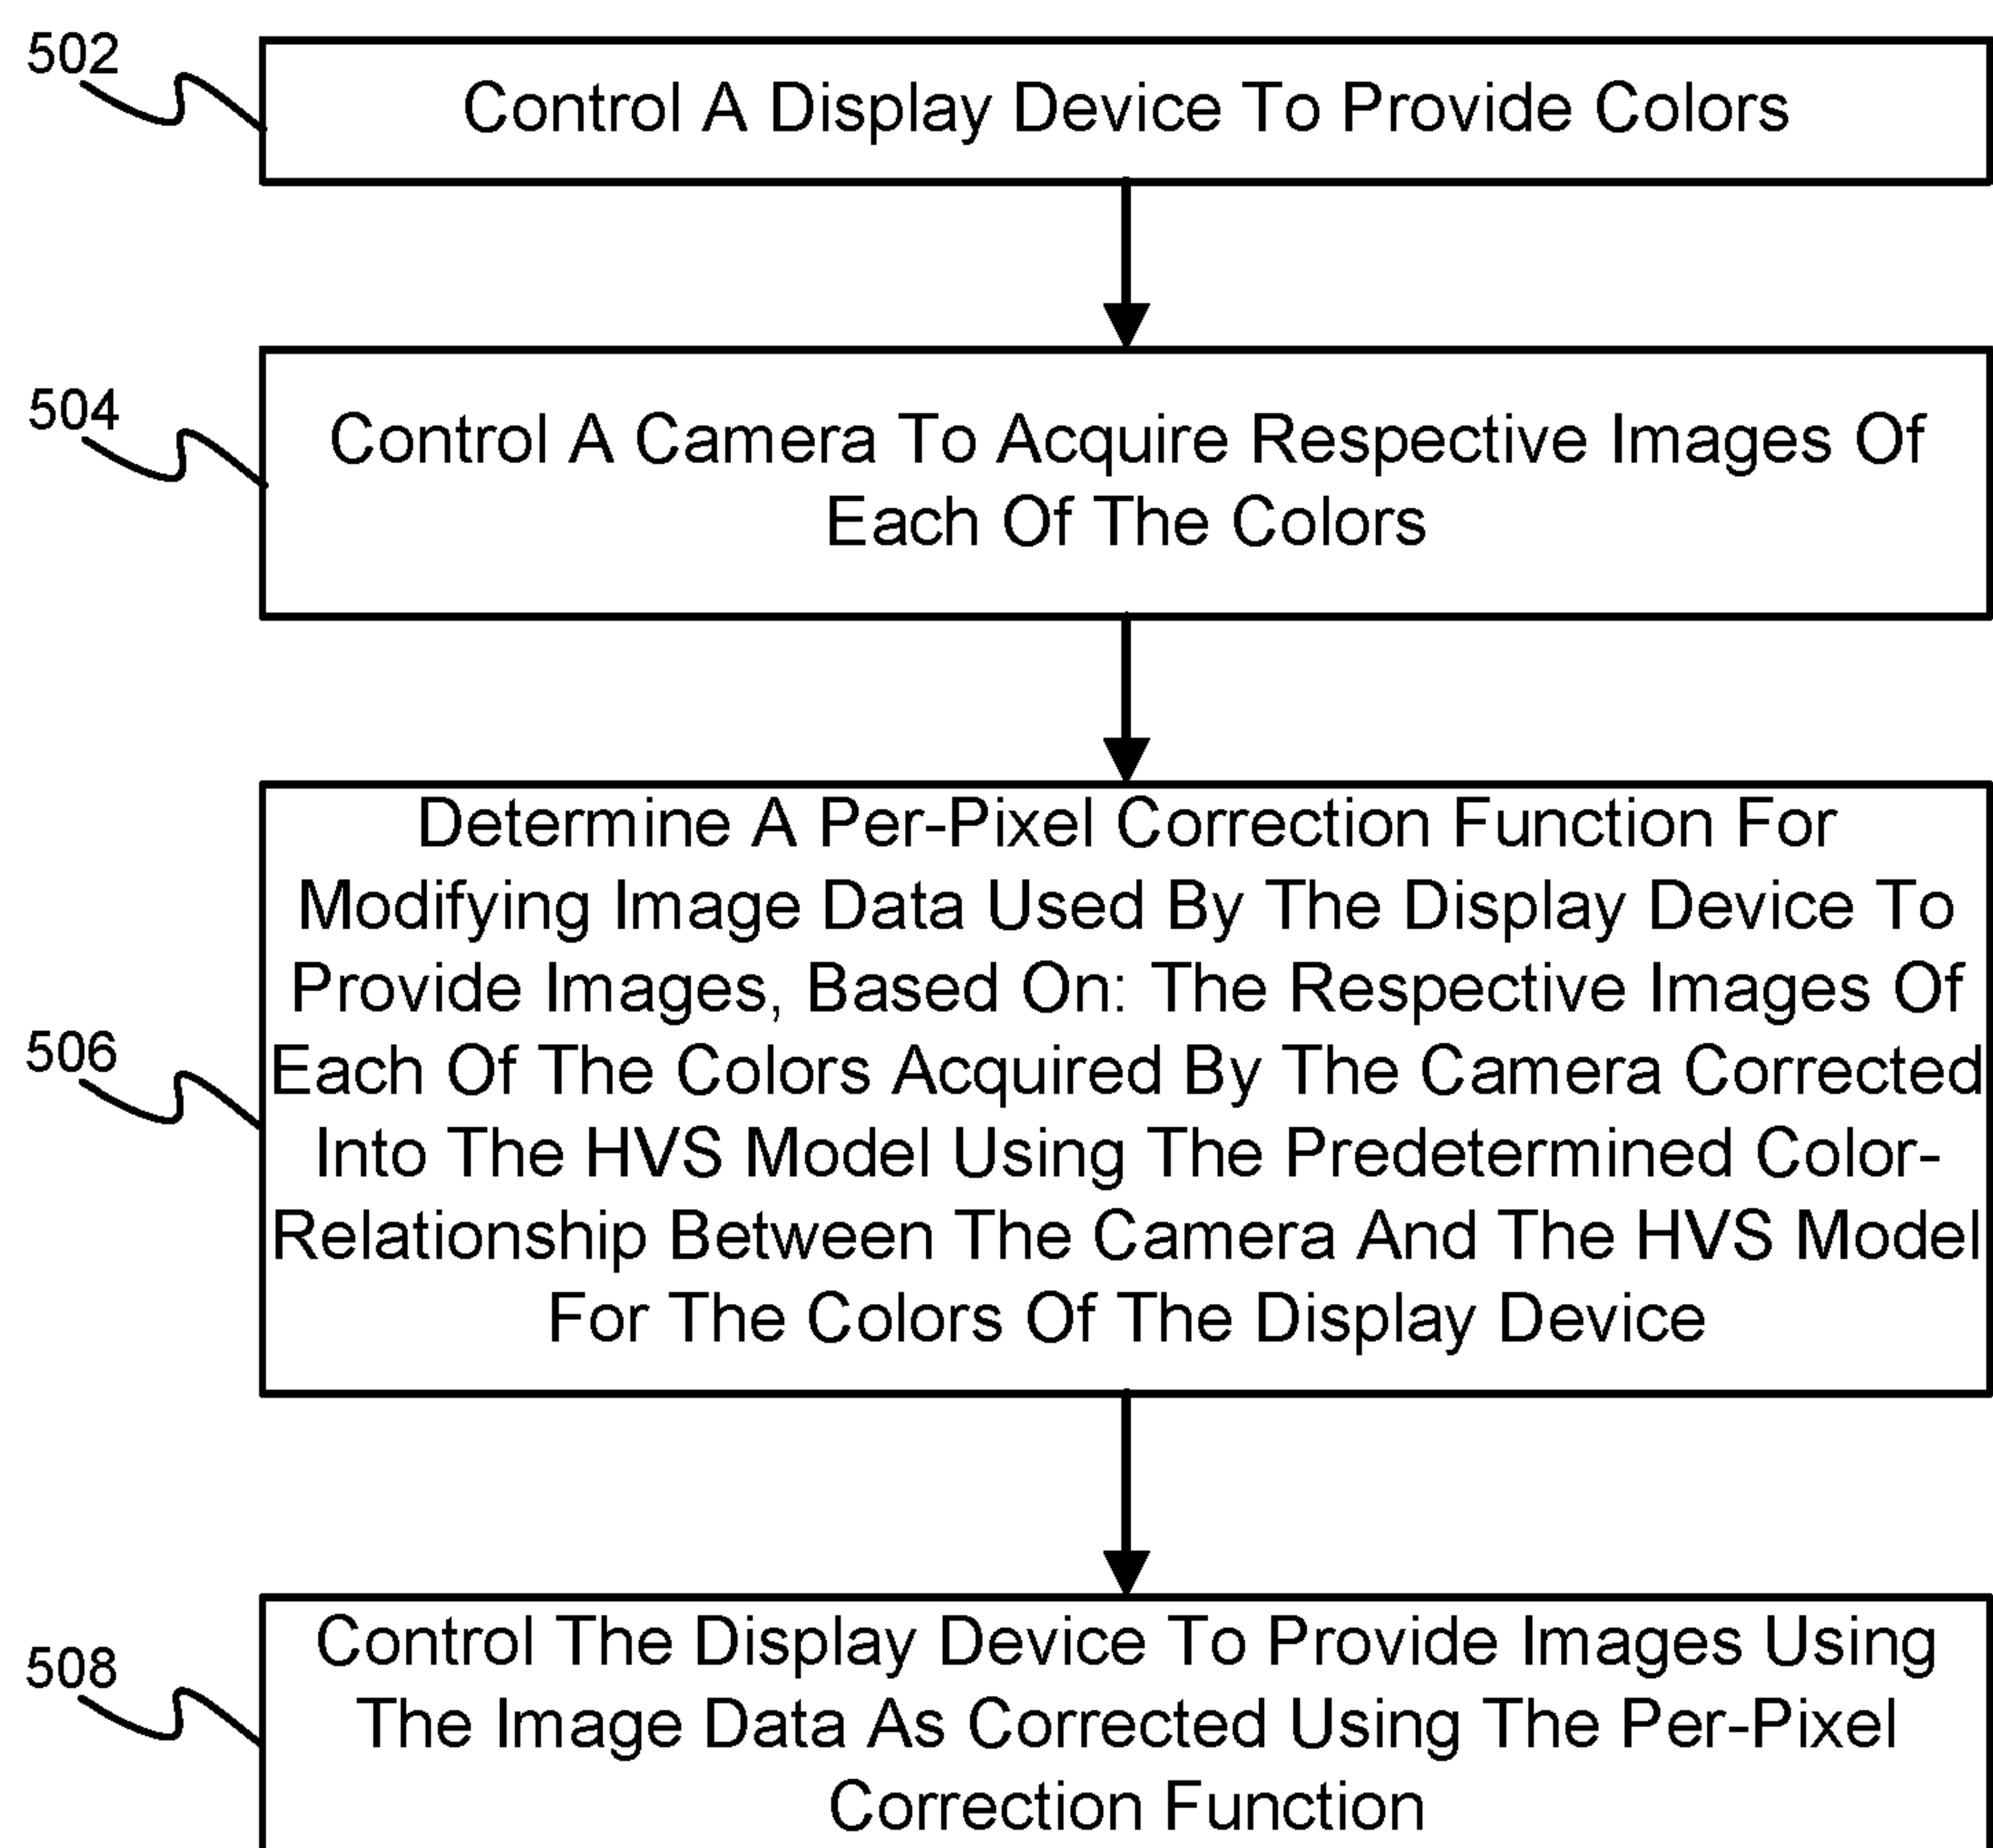 502
Control A Display Device To Provide Colors
504
Control A Camera To Acquire Respective Images Of
Each Of The Colors
Determine A Per-Pixel Correction Function For
Modifying Image Data Used By The Display Device To
Provide Images, Based On: The Respective Images Of
506
Each Of The Colors Acquired By The Camera Corrected
Into The HVS Model Using The Predetermined Color-
Relationship Between The Camera And The HVS Model
For The Colors Of The Display Device
508
Control The Display Device To Provide Images Using
The Image Data As Corrected Using The Per-Pixel
Correction Function